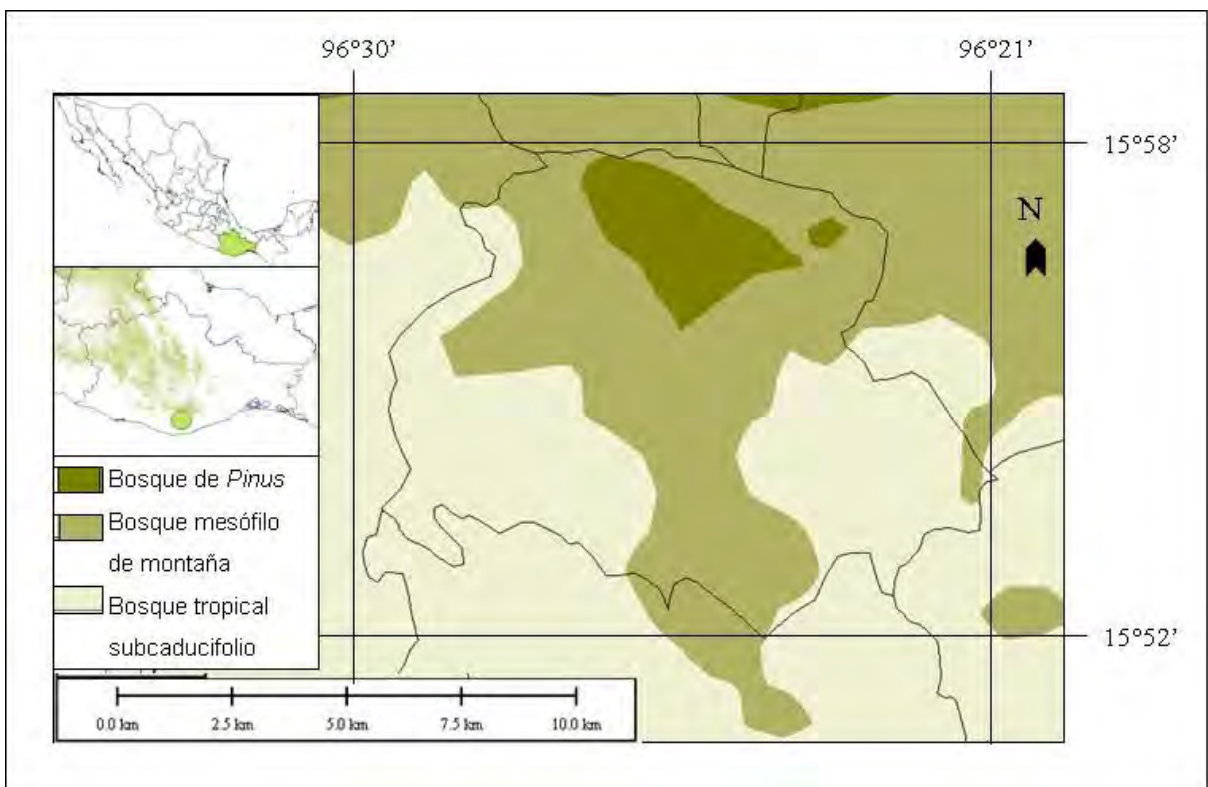 96°30’
96°21’
15°58’
N
Bosque de Pinus
Bosque mesófilo
de montaña
Bosque tropical
subcaducifolio
15°52’
0.0 km
2.5 km
5.0 km
7.5 km
10.0 km